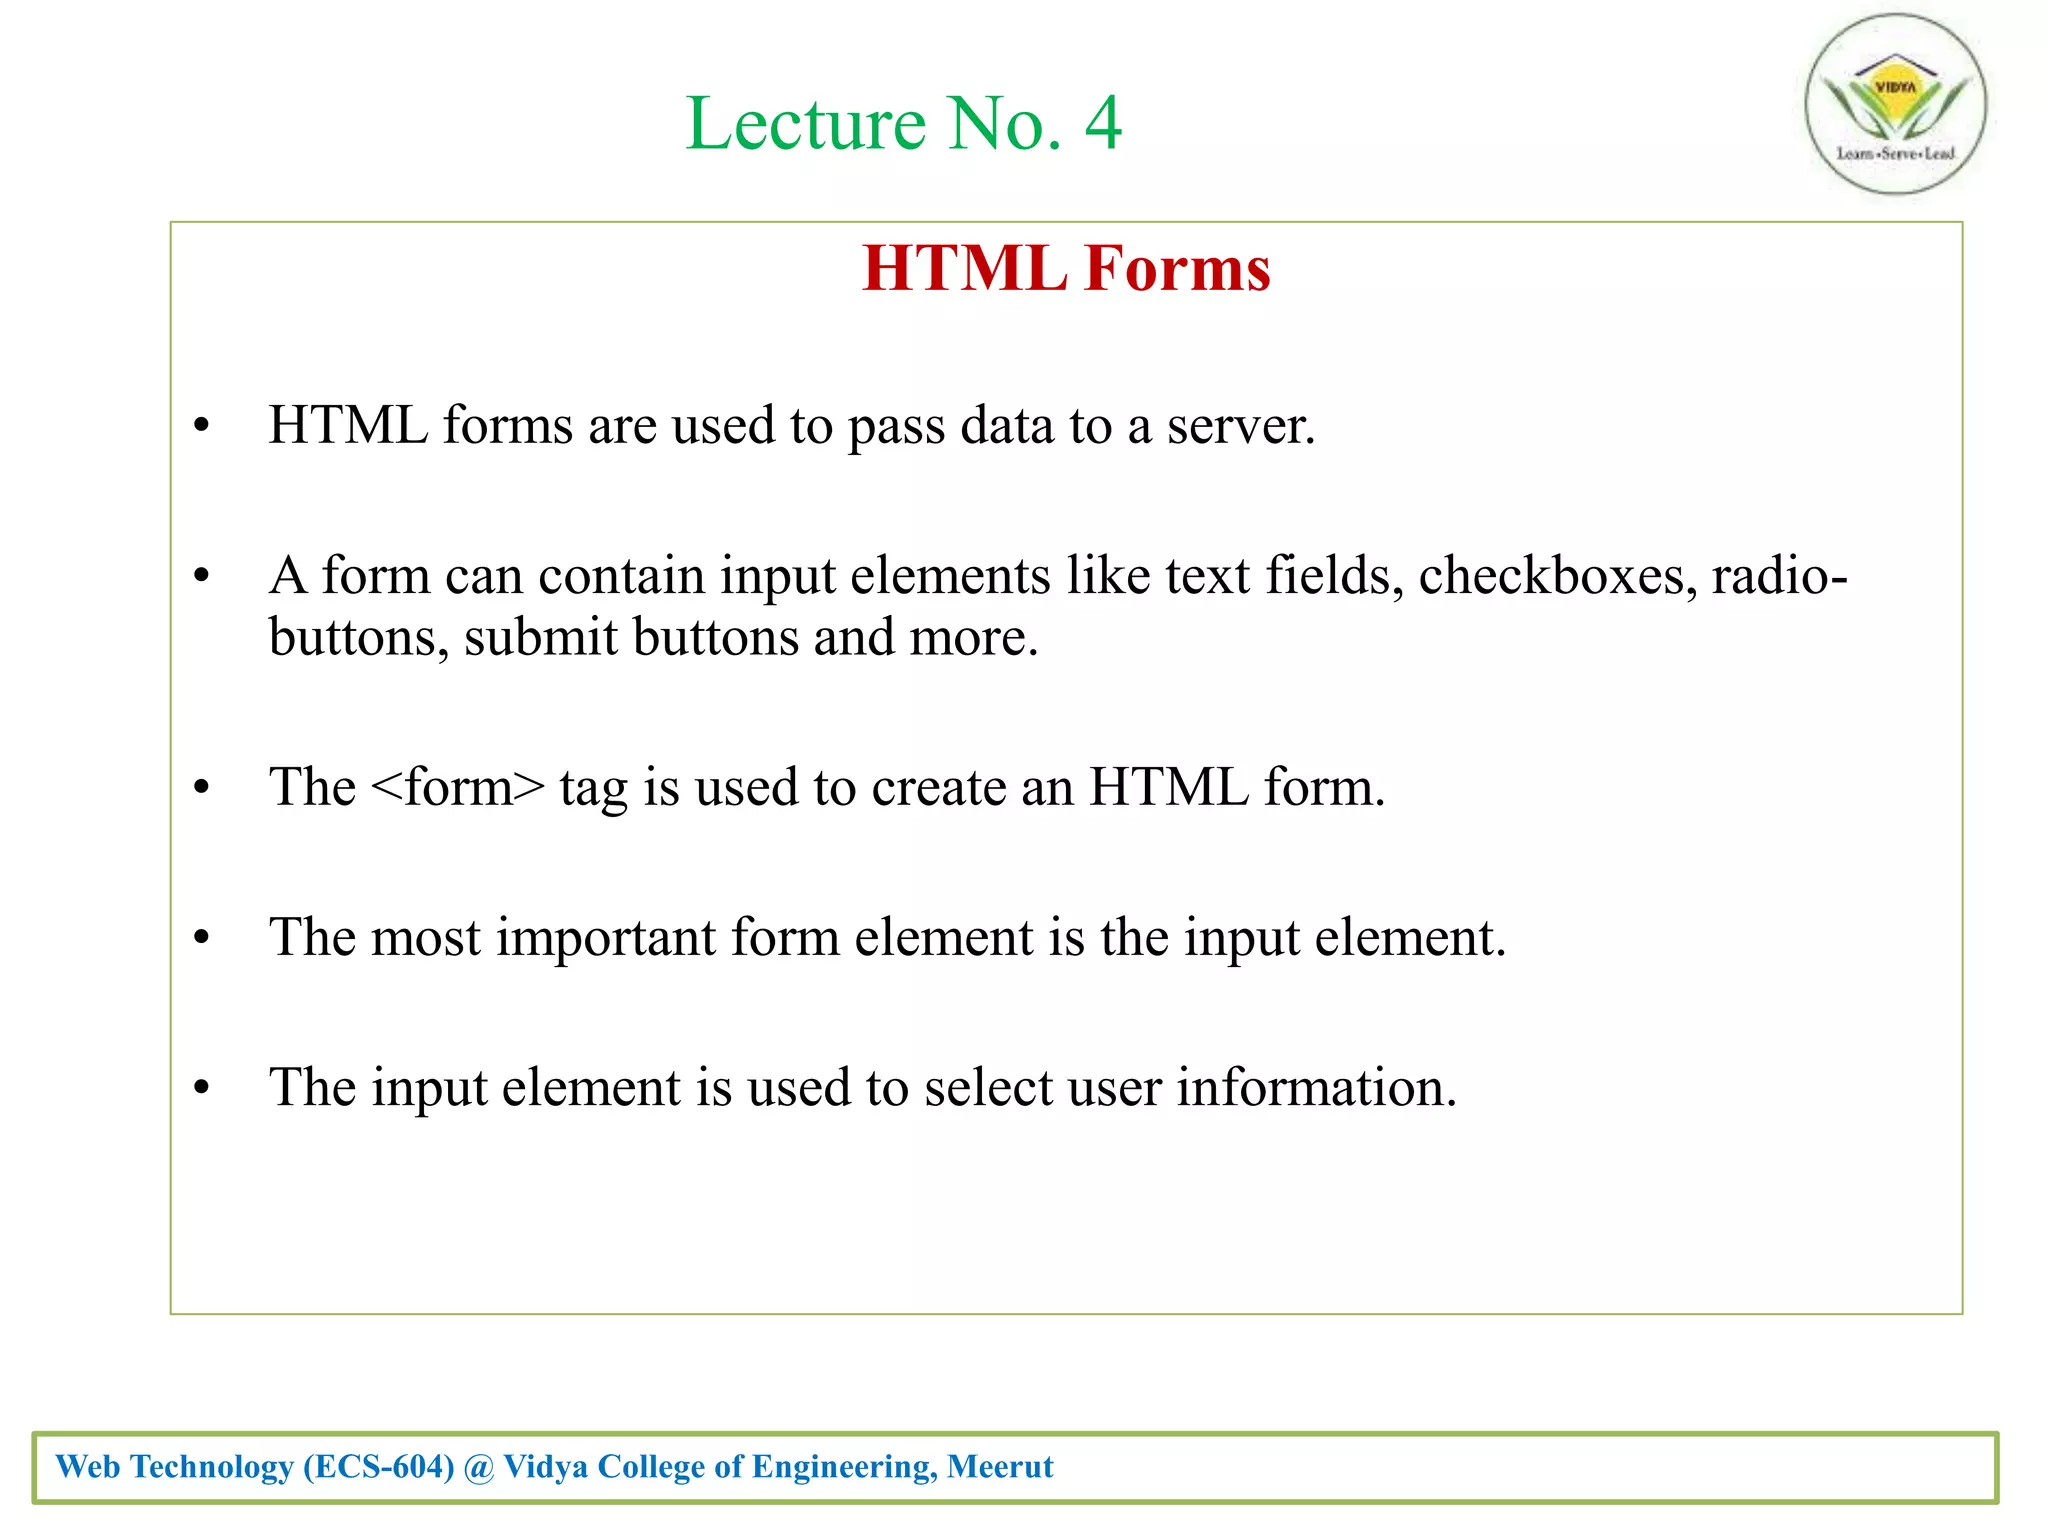 Lecture No. 4
VIDYA
Learn•Serve•Lead
HTML Forms
• HTML forms are used to pass data to a server.
• A form can contain input elements like text fields, checkboxes, radio-
buttons, submit buttons and more.
• The <form> tag is used to create an HTML form.
• The most important form element is the input element.
• The input element is used to select user information.
Web Technology (ECS-604) @ Vidya College of Engineering, Meerut